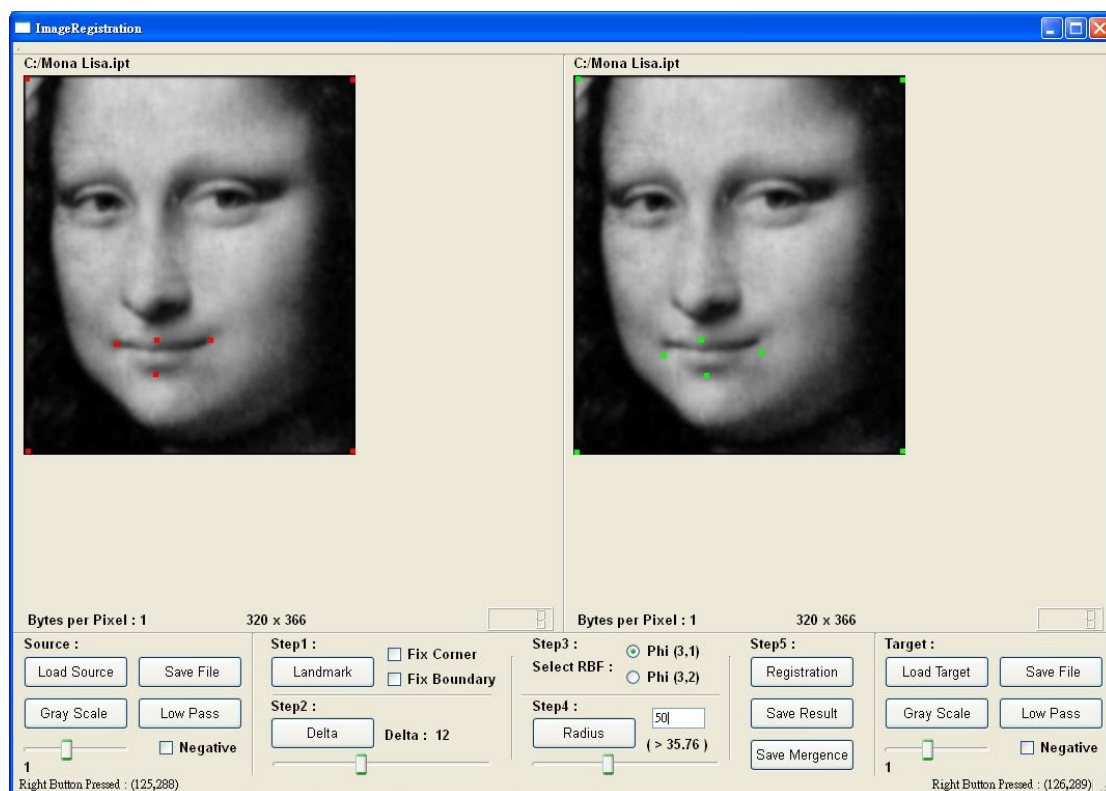 ImageRegistration
C:/Mona Lisa.ipt
C:/Mona Lisa.ipt
Bytes per Pixel : 1 320 x 366
Bytes per Pixel : 1 320 x 366
Source :
Load Source Save File
Gray Scale Low Pass
Negative
1
Step1 :
Landmark
Fix Corner
Fix Boundary
Step2 :
Delta Delta : 12
Step3 :
Select RBF :
Phi (3,1)
Phi (3,2)
Step4 :
Radius
50
( > 35.76 )
Step5 :
Registration
Save Result
Save Mergence
Target :
Load Target Save File
Gray Scale Low Pass
Negative
1
Right Button Pressed : (125,288)
Right Button Pressed : (126,289)